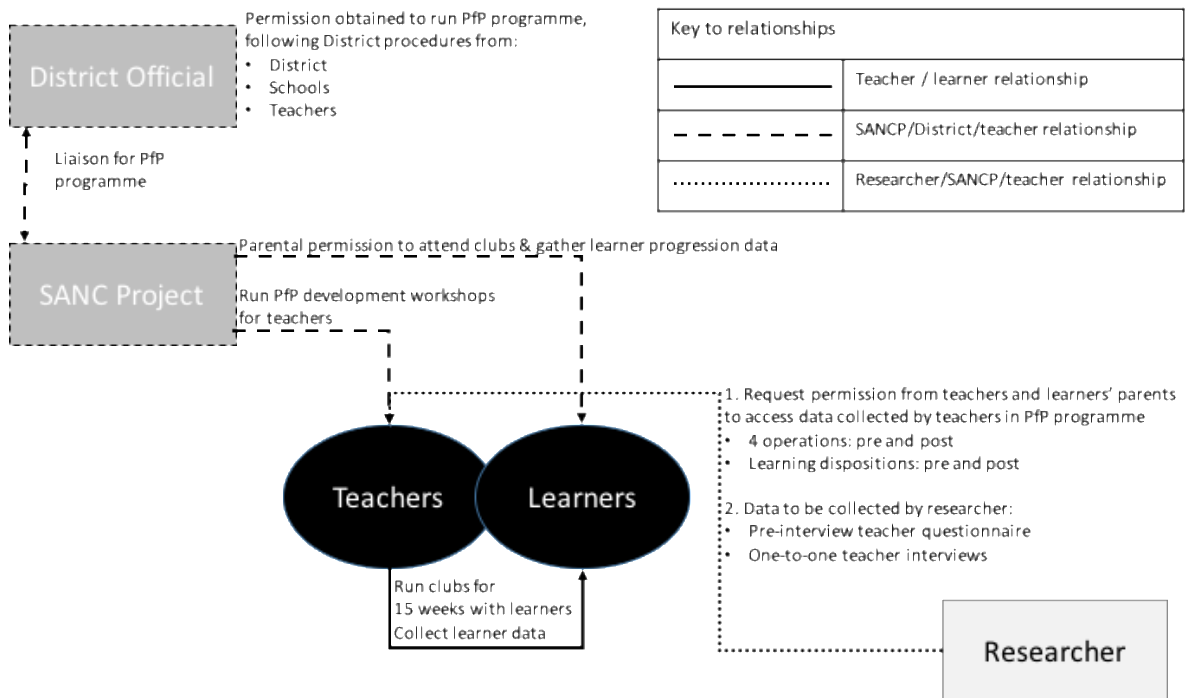 District Official
Permission obtained to run PfP programme,
following District procedures from:
• District
• Schools
• Teachers
Key to relationships
Teacher / learner relationship
SANCP/District/teacher relationship
Researcher/SANCP/teacher relationship
Liaison for PfP
programme
SANC Project
Parental permission to attend clubs & gather learner progression data
Run PfP development workshops
for teachers
1. Request permission from teachers and learners' parents
to access data collected by teachers in PfP programme
• 4 operations: pre and post
• Learning dispositions: pre and post
2. Data to be collected by researcher:
• Pre-interview teacher questionnaire
• One-to-one teacher interviews
Teachers
Learners
Run clubs for
15 weeks with learners
Collect learner data
Researcher